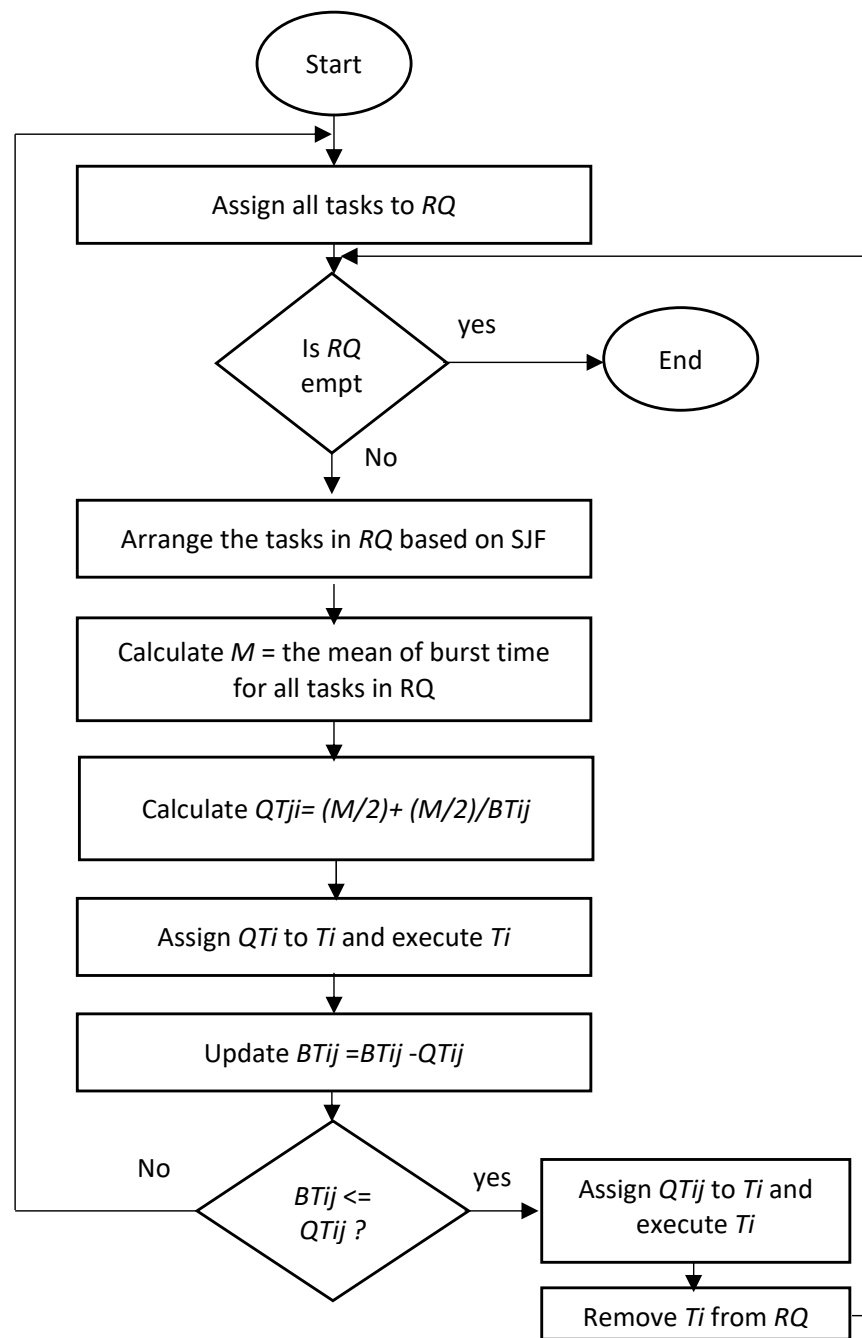 Start
Assign all tasks to RQ
Is RQ
empt
yes
End
No
Arrange the tasks in RQ based on SJF
Calculate M = the mean of burst time
for all tasks in RQ
Calculate QTji= (M/2)+ (M/2)/BTij
Assign QTi to Ti and execute Ti
Update BTij =BTij -QTij
No
BTij <=
QTij ?
yes
Assign QTij to Ti and
execute Ti
Remove Ti from RQ